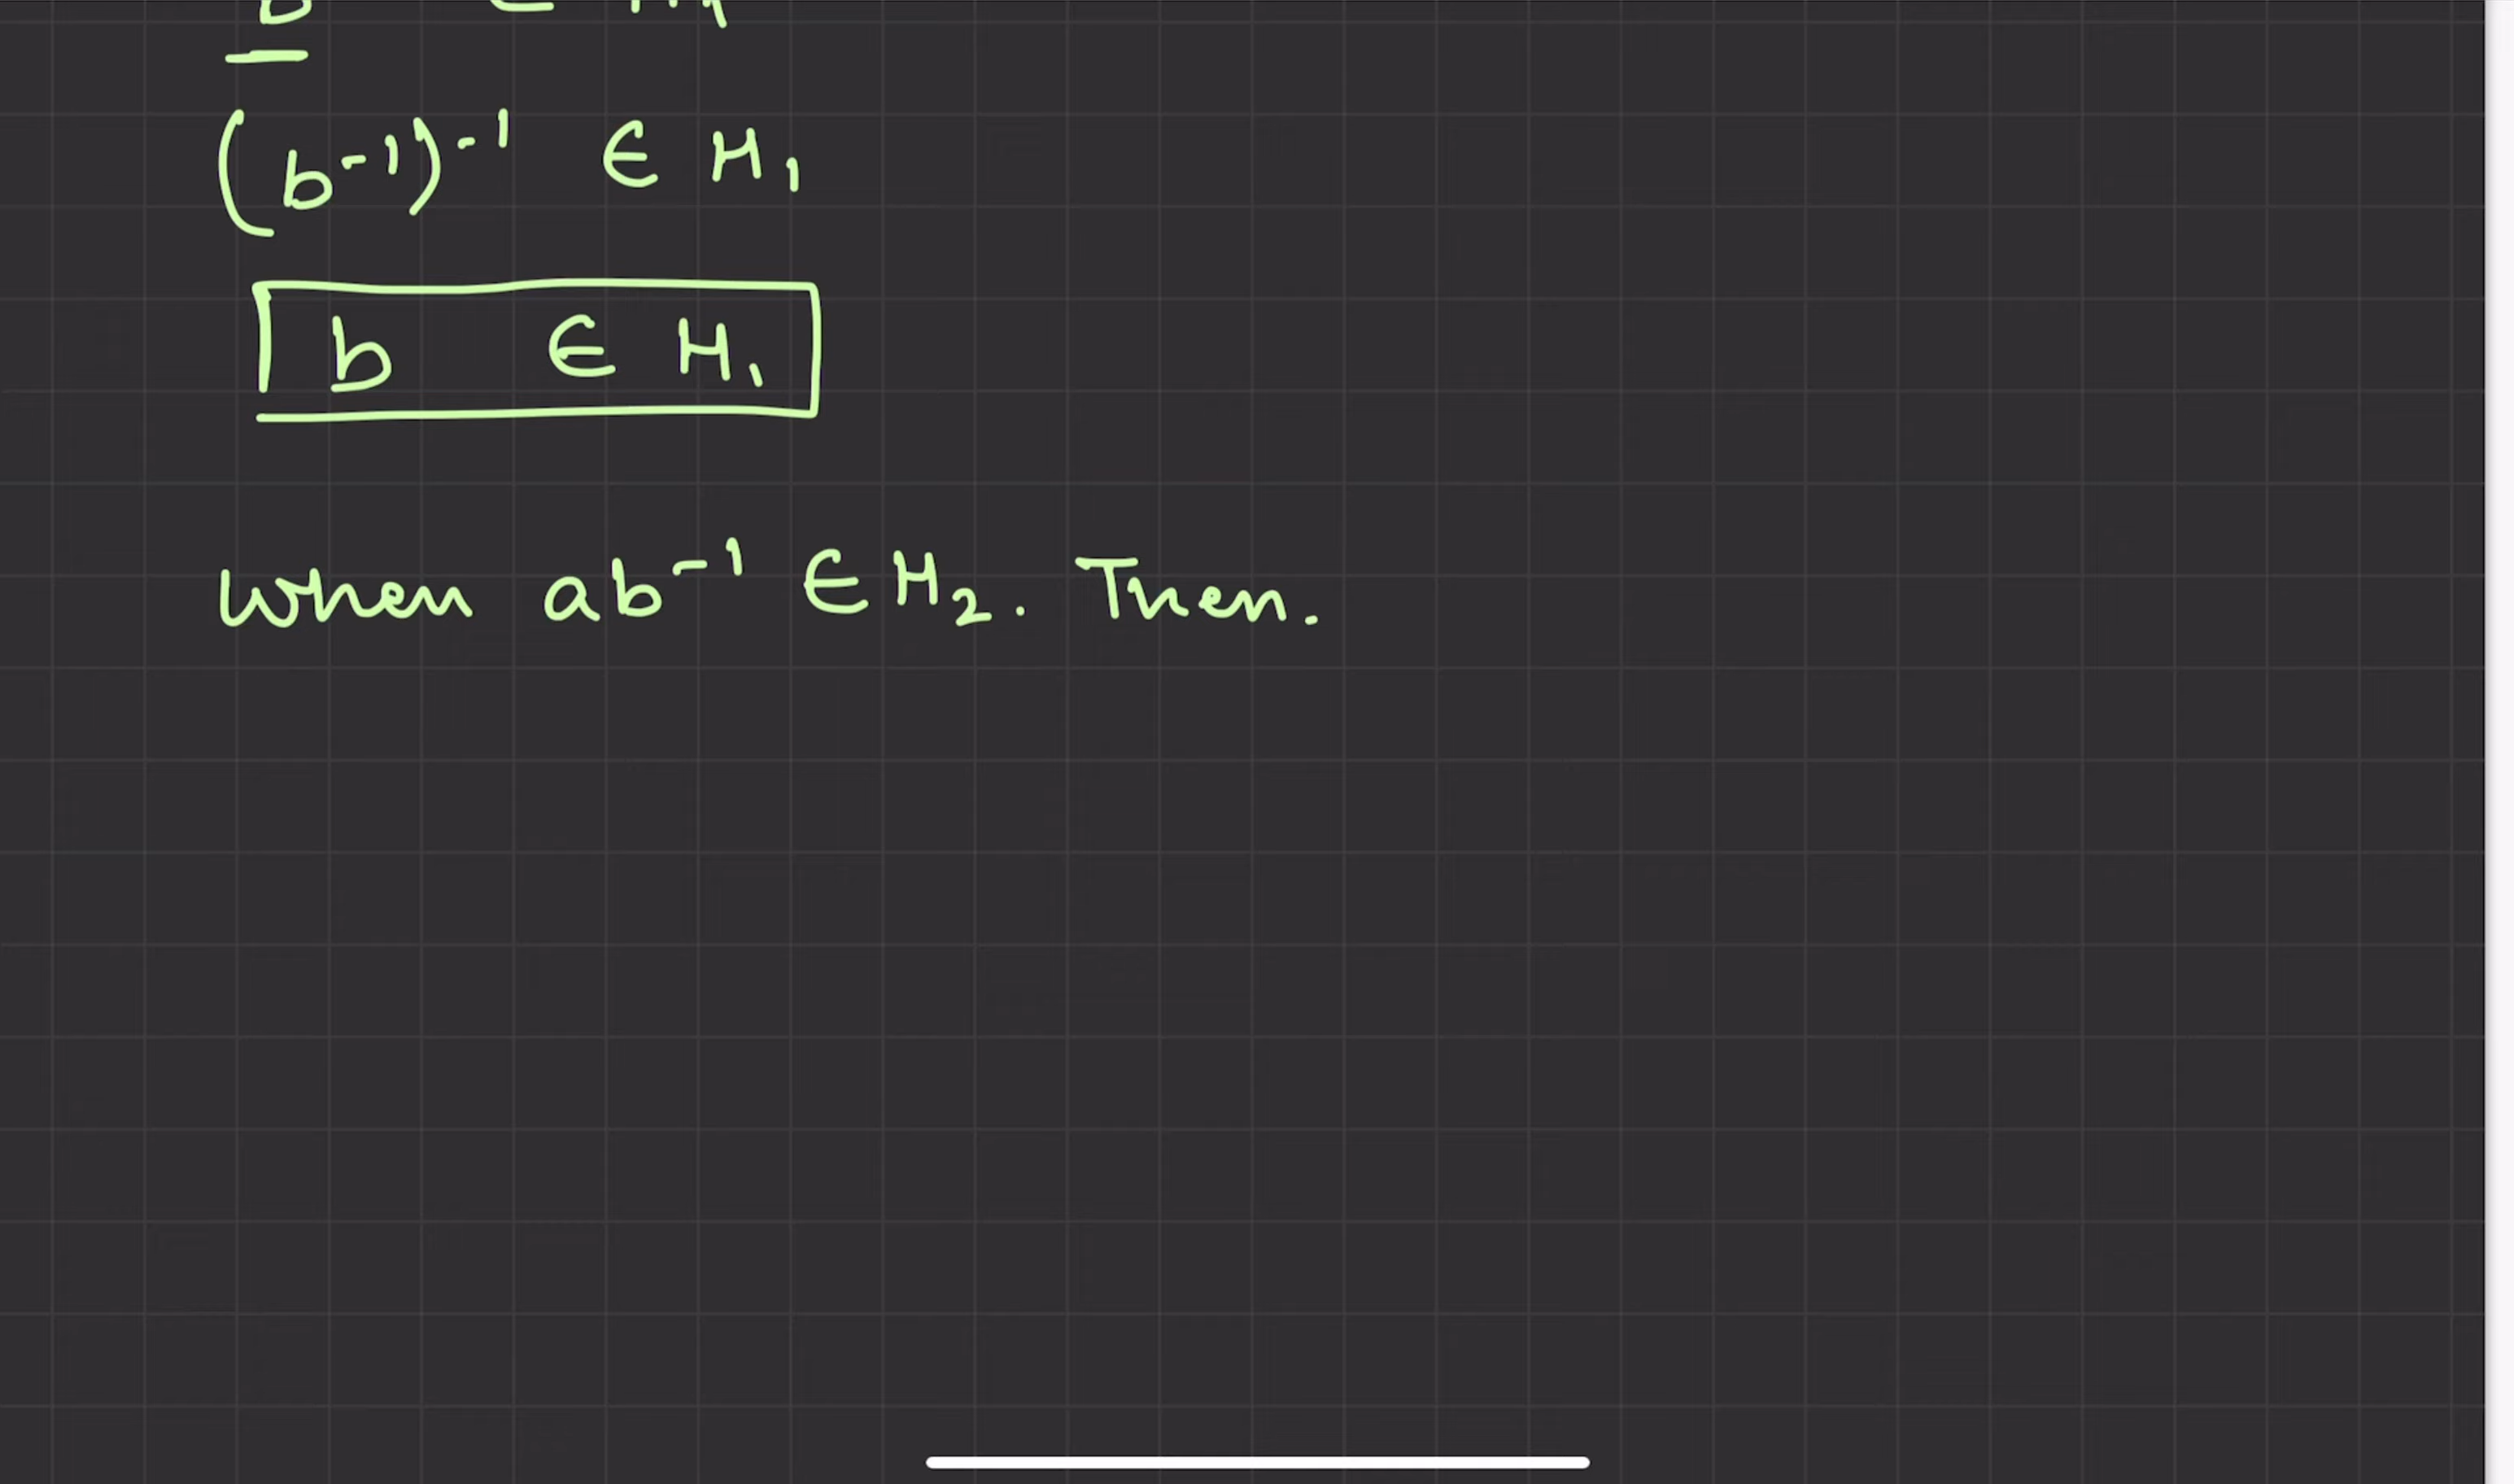 (b⁻¹)⁻¹ ∈ H₁
b ∈ H₁
When ab⁻¹ ∈ H₂. Then.